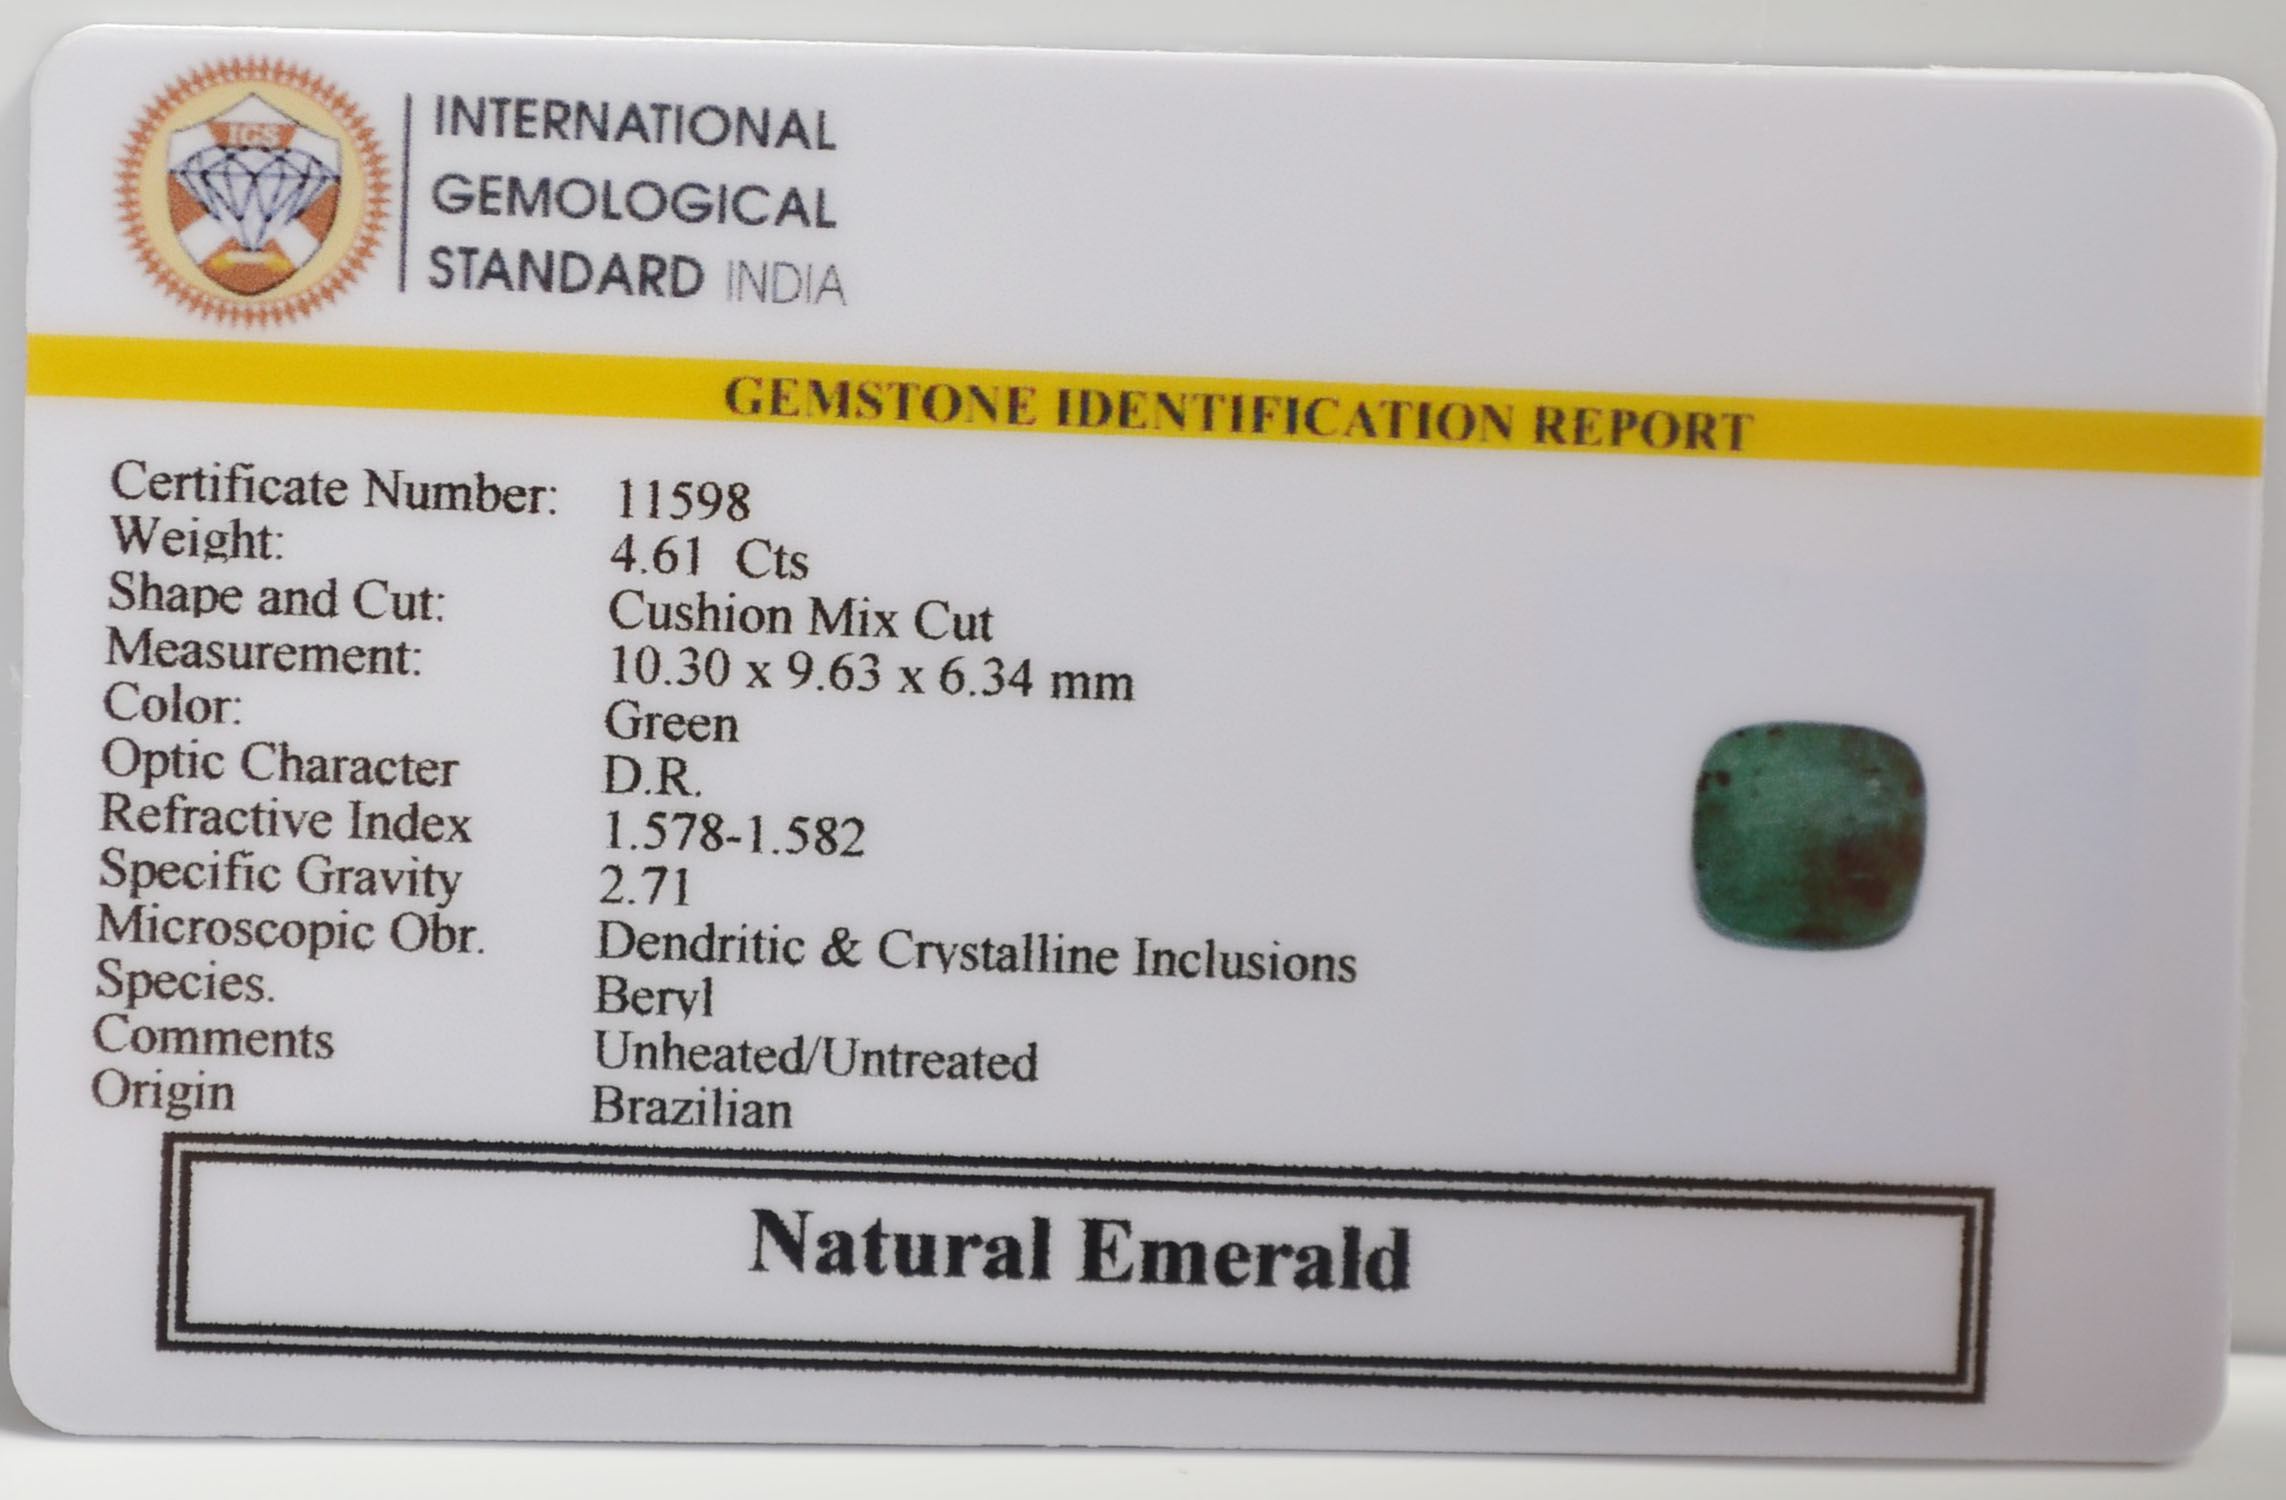 IGS
INTERNATIONAL
GEMOLOGICAL
STANDARD INDIA
GEMSTONE IDENTIFICATION REPORT
Certificate Number: 11598
Weight: 4.61 Cts
Shape and Cut: Cushion Mix Cut
Measurement: 10.30 x 9.63 x 6.34 mm
Color: Green
Optic Character D.R.
Refractive Index 1.578-1.582
Specific Gravity 2.71
Microscopic Obr. Dendritic & Crystalline Inclusions
Species. Beryl
Comments Unheated/Untreated
Origin Brazilian
Natural Emerald